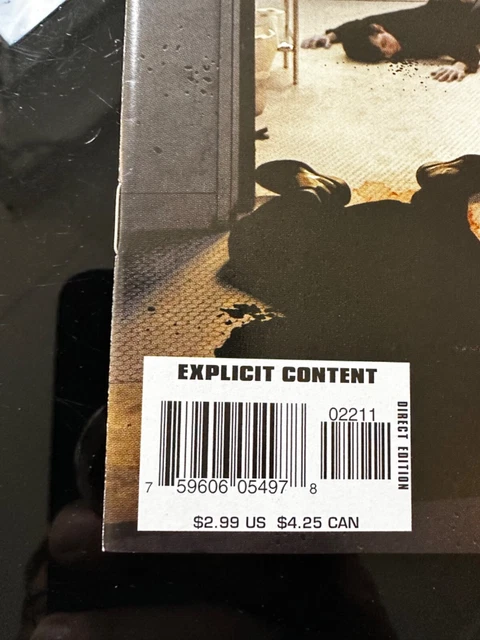 EXPLICIT CONTENT
02211
DIRECT EDITION
7 59606 05497 8
$2.99 US $4.25 CAN